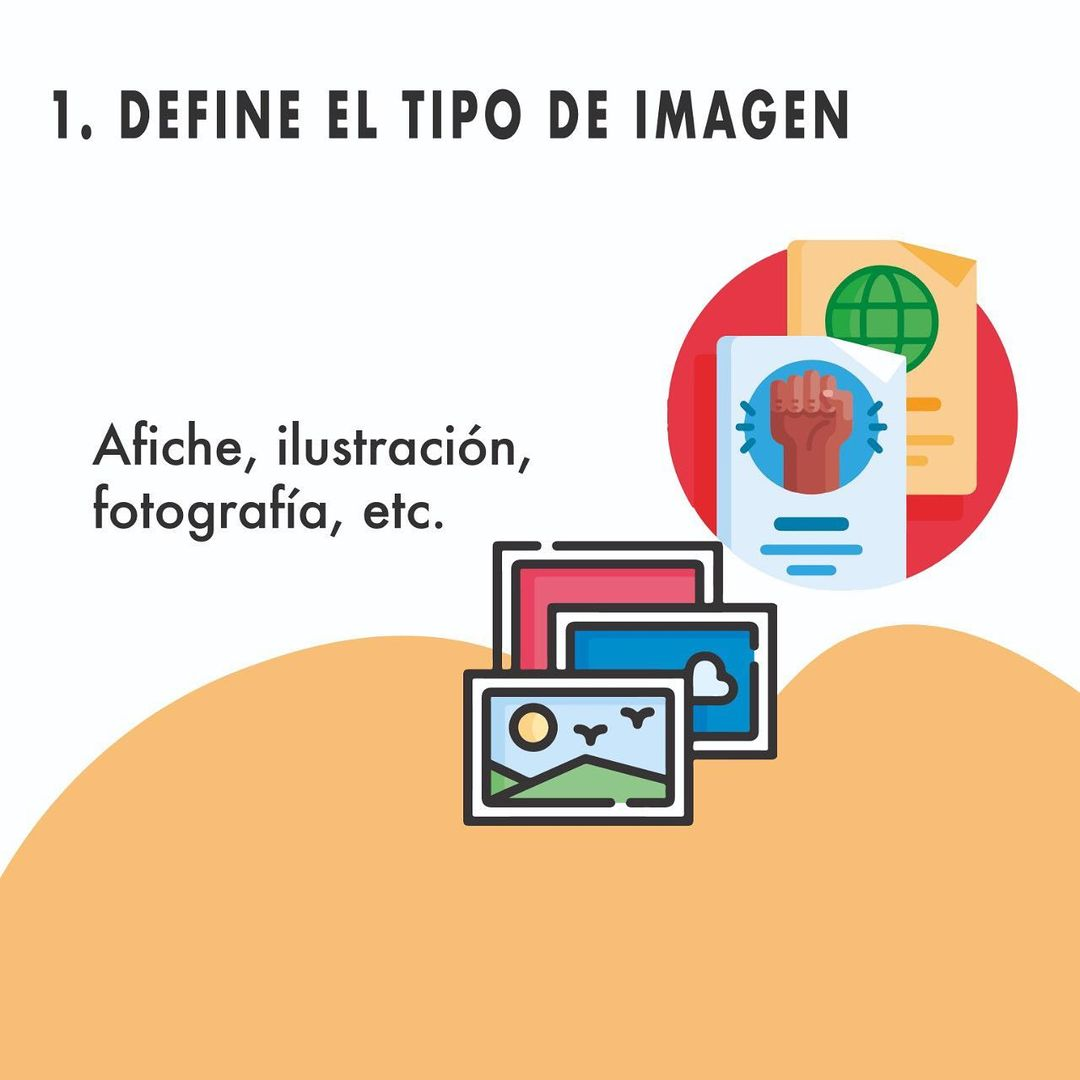 1. DEFINE EL TIPO DE IMAGEN
Afiche, ilustración,
fotografía, etc.